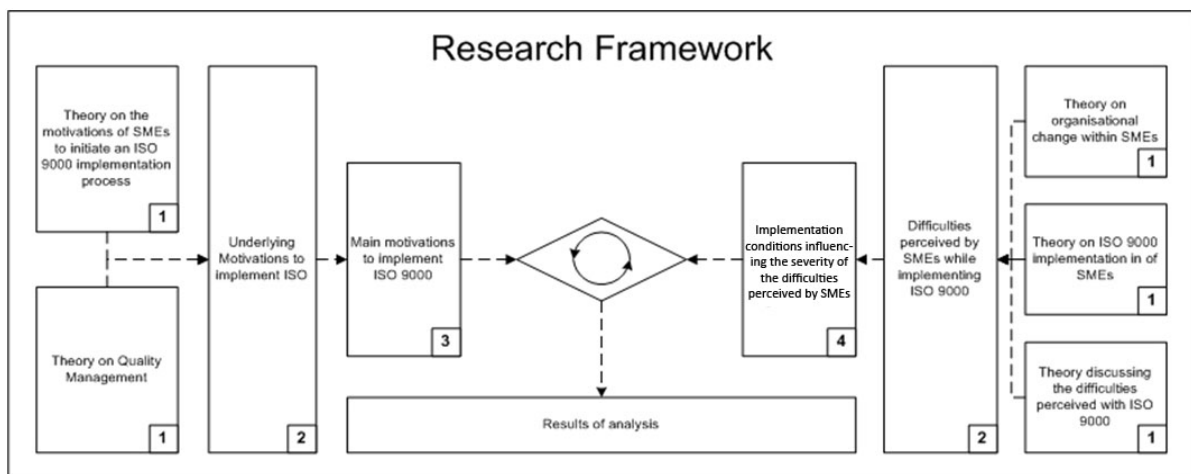 Research Framework
Theory on the
motivations of SMEs
to initiate an ISO
9000 implementation
process
1
Theory on Quality
Management
1
Underlying
Motivations to
implement ISO
2
Main motivations
to implement
ISO 9000
3
Implementation
conditions influenc-
ing the severity of
the difficulties
perceived by SMEs
4
Difficulties
perceived by
SMEs while
implementing
ISO 9000
2
Theory on
organisational
change within SMEs
1
Theory on ISO 9000
implementation in of
SMEs
1
Theory discussing
the difficulties
perceived with ISO
9000
1
Results of analysis